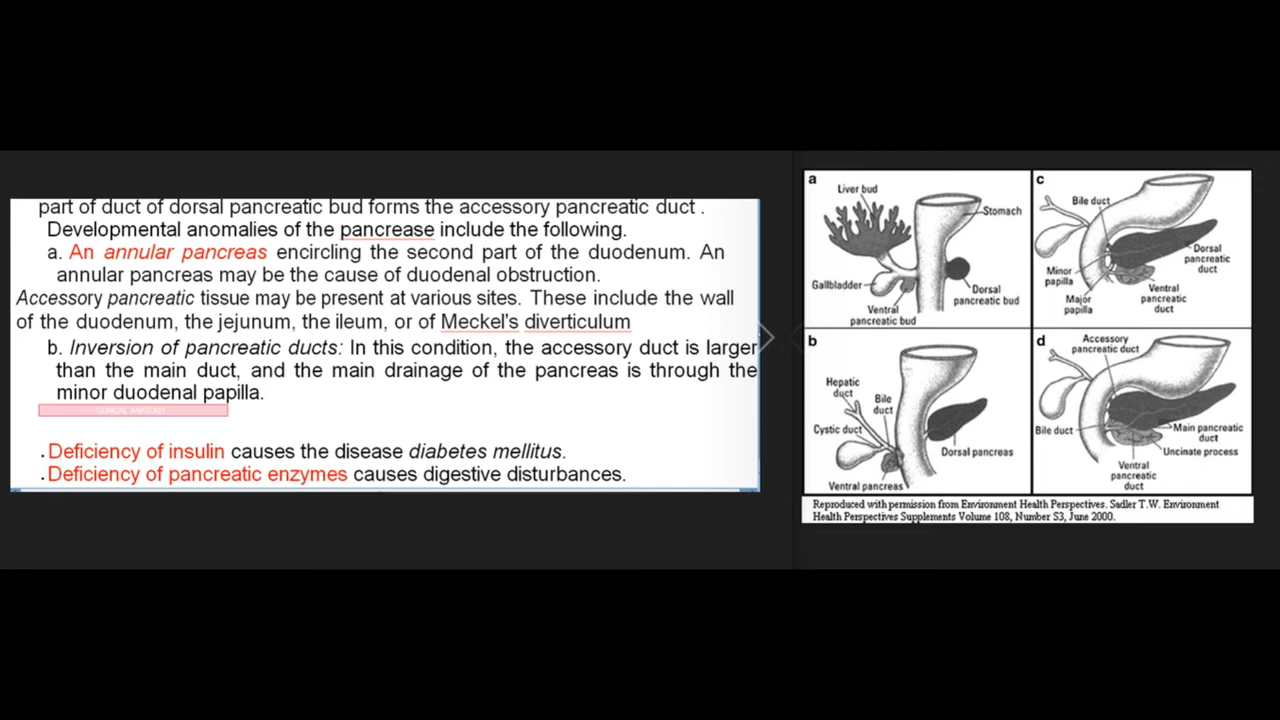 part of duct of dorsal pancreatic bud forms the accessory pancreatic duct .
Developmental anomalies of the pancrease include the following.
a. An annular pancreas encircling the second part of the duodenum. An
annular pancreas may be the cause of duodenal obstruction.
Accessory pancreatic tissue may be present at various sites. These include the wall
of the duodenum, the jejunum, the ileum, or of Meckel's diverticulum
b. Inversion of pancreatic ducts: In this condition, the accessory duct is larger
than the main duct, and the main drainage of the pancreas is through the
minor duodenal papilla.
CLINICAL ANATOMY
. Deficiency of insulin causes the disease diabetes mellitus.
. Deficiency of pancreatic enzymes causes digestive disturbances.
a
Liver bud
Stomach
Gallbladder
Dorsal
pancreatic bud
Ventral
pancreatic bud
c
Bile duct
Dorsal
pancreatic
duct
Minor
papilla
Major
papilla
Ventral
pancreatic
duct
b
Hepatic
duct
Bile
duct
Cystic duct
Dorsal pancreas
Ventral pancreas
d
Accessory
pancreatic duct
Bile duct
Main pancreatic
duct
Uncinate process
Ventral
pancreatic
duct
Reproduced with permission from Environment Health Perspectives. Sadler T.W. Environment
Health Perspectives Supplements Volume 108, Number S3, June 2000.